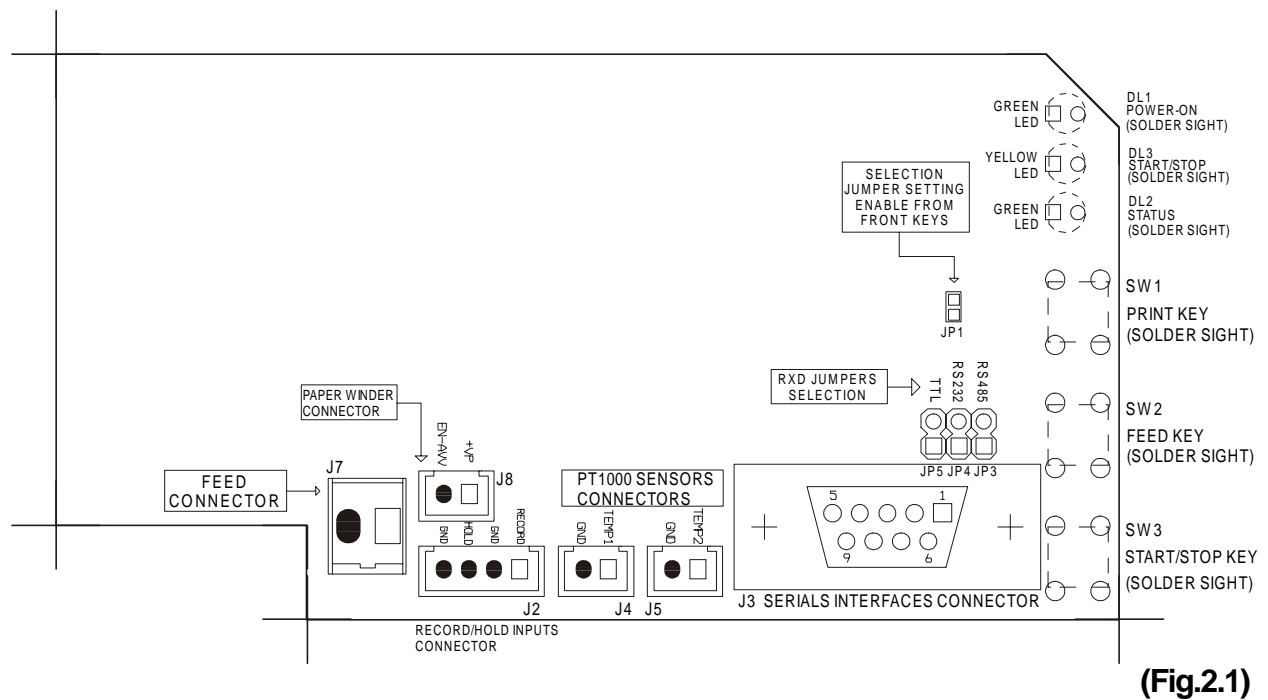 GREEN
LED
DL1
POWER-ON
(SOLDER SIGHT)
YELLOW
LED
DL3
START/STOP
(SOLDER SIGHT)
GREEN
LED
DL2
STATUS
(SOLDER SIGHT)
SELECTION
JUMPER SETTING
ENABLE FROM
FRONT KEYS
JP1
SW1
PRINT KEY
(SOLDER SIGHT)
RXD JUMPERS
SELECTION
TTL
RS232
RS485
JP5 JP4 JP3
SW2
FEED KEY
(SOLDER SIGHT)
PAPER WINDER
CONNECTOR
EN-AVV
+VP
J8
FEED
CONNECTOR
J7
GND
HOLD
GND
RECORD
J2
RECORD/HOLD INPUTS
CONNECTOR
PT1000 SENSORS
CONNECTORS
GND
TEMP1
J4
GND
TEMP2
J5
5 1
9 6
J3 SERIALS INTERFACES CONNECTOR
SW3
START/STOP KEY
(SOLDER SIGHT)
(Fig.2.1)